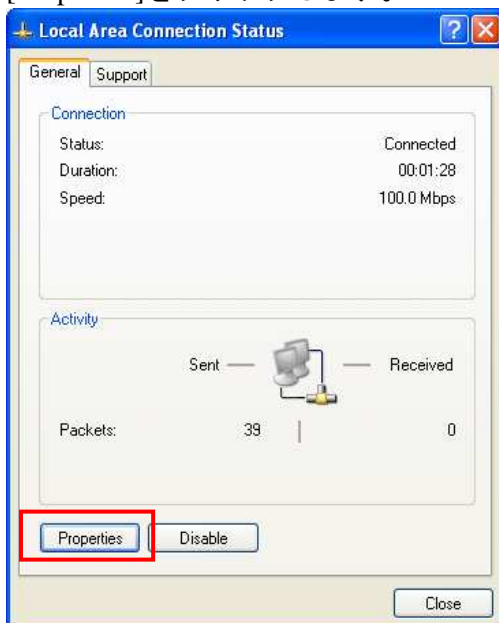 Local Area Connection Status
General Support
Connection
Status: Connected
Duration: 00:01:28
Speed: 100.0 Mbps
Activity
Sent Received
Packets: 39 0
Properties Disable
Close